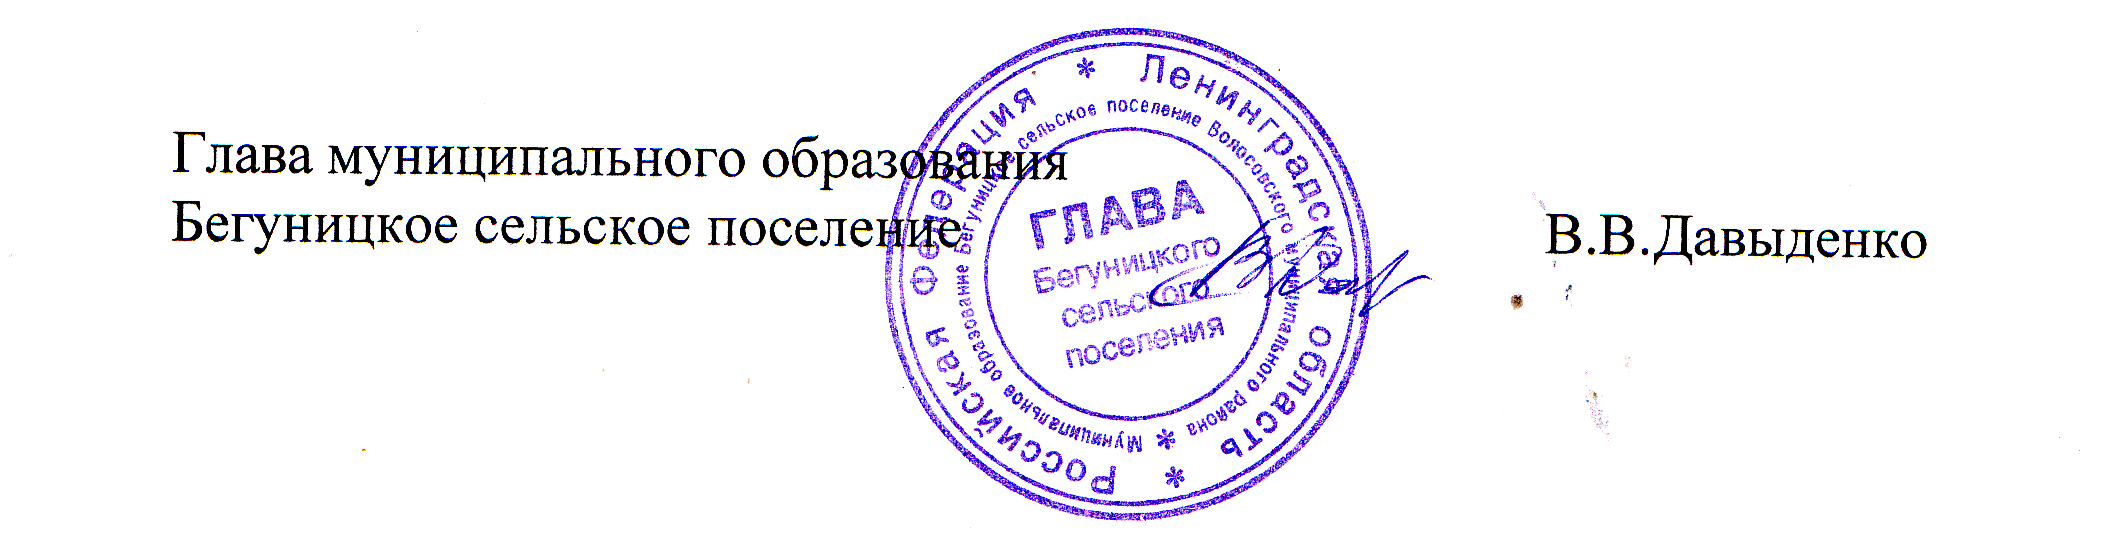 Глава муниципального образования
Бегуницкое сельское поселение
В.В.Давыденко
Российская Федерация * Ленинградская область *
Муниципальное образование Бегуницкое сельское поселение Волосовского муниципального района *
ГЛАВА
Бегуницкого
сельского
поселения